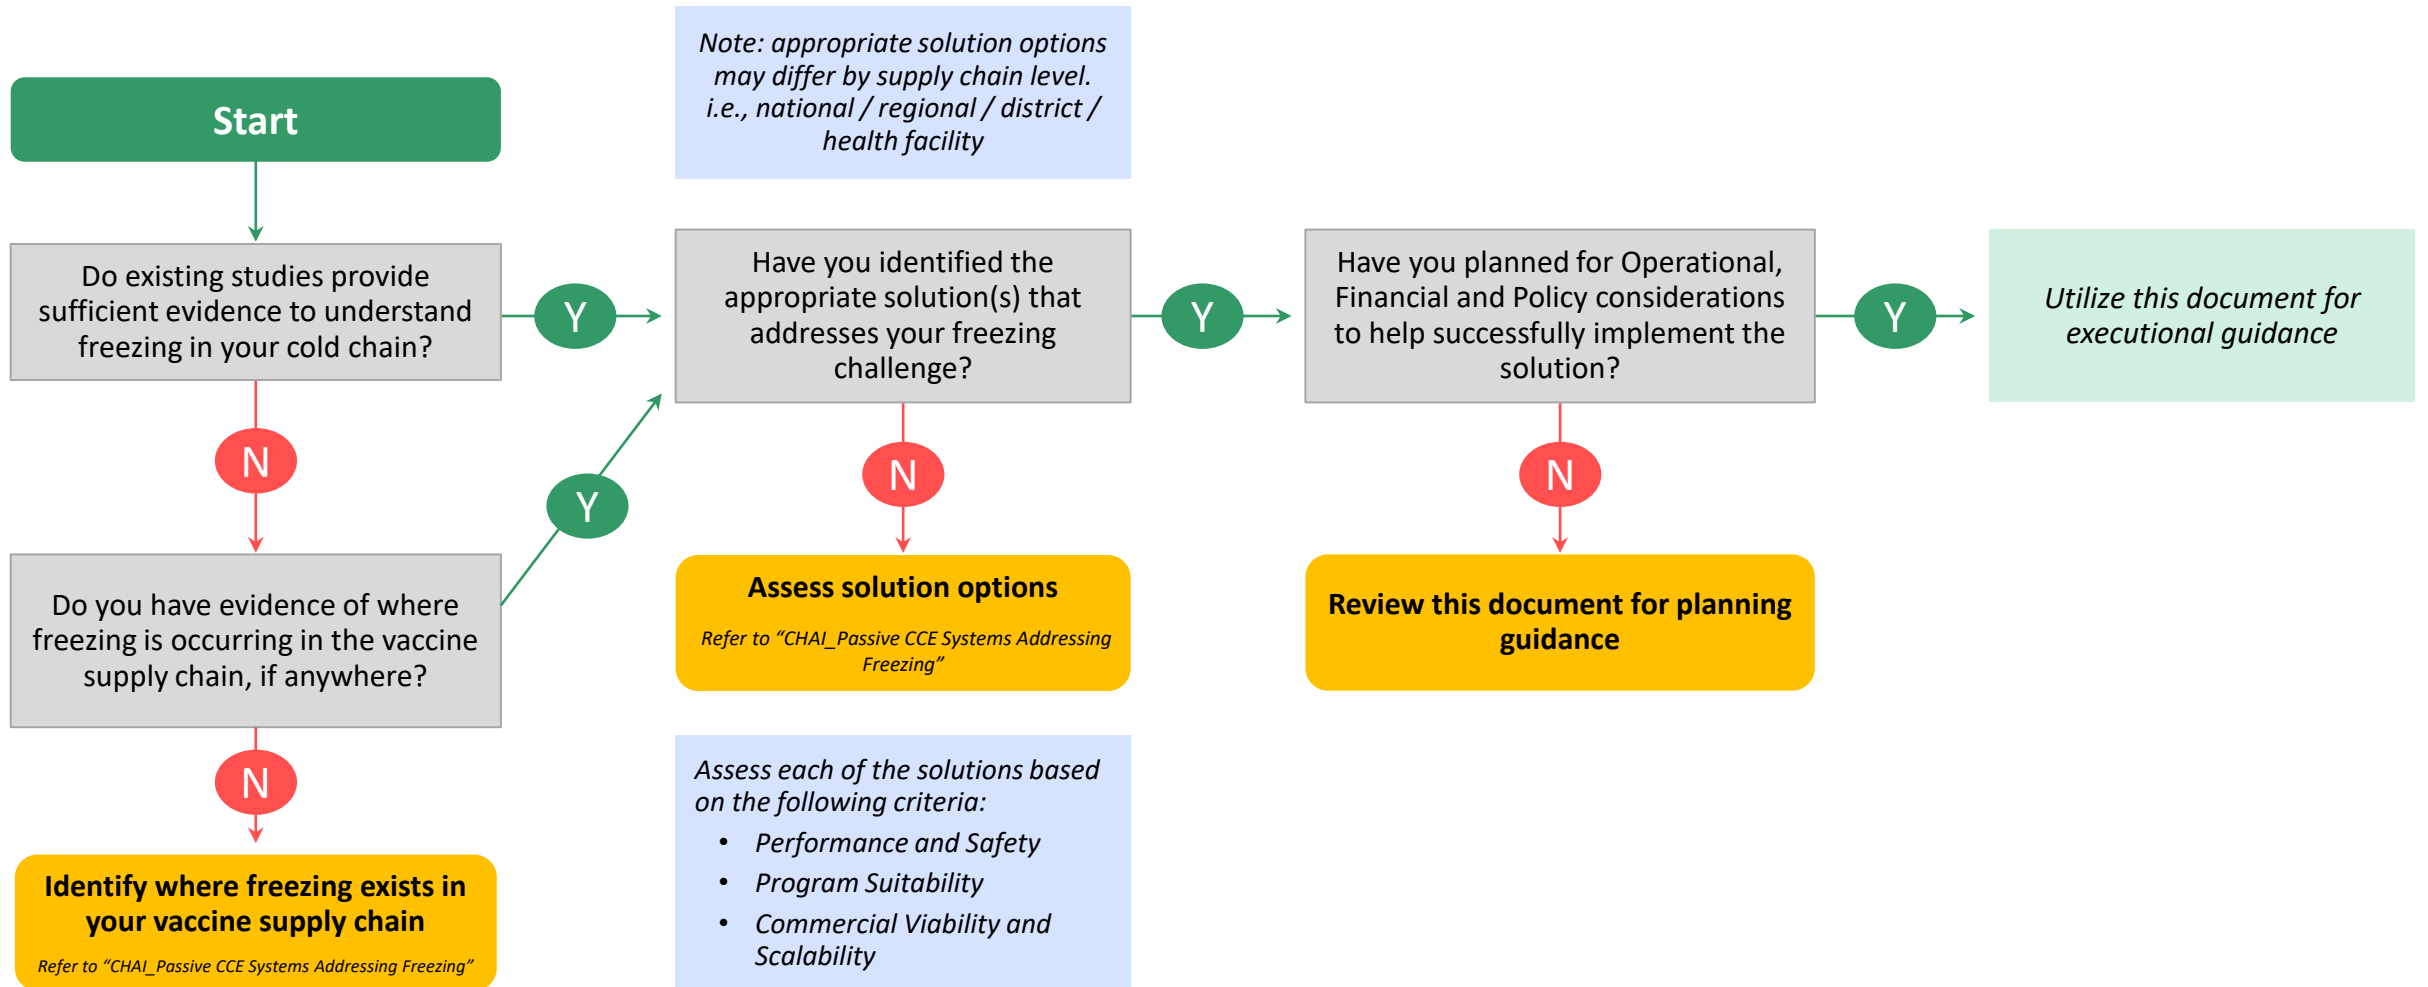 Start
Note: appropriate solution options
may differ by supply chain level.
i.e., national / regional / district /
health facility
Do existing studies provide
sufficient evidence to understand
freezing in your cold chain?
Y
Have you identified the
appropriate solution(s) that
addresses your freezing
challenge?
Y
Have you planned for Operational,
Financial and Policy considerations
to help successfully implement the
solution?
Y
Utilize this document for
executional guidance
N
Y
N
N
Do you have evidence of where
freezing is occurring in the vaccine
supply chain, if anywhere?
Assess solution options
Refer to “CHAI_Passive CCE Systems Addressing
Freezing”
Review this document for planning
guidance
N
Identify where freezing exists in
your vaccine supply chain
Refer to “CHAI_Passive CCE Systems Addressing Freezing”
Assess each of the solutions based
on the following criteria:
• Performance and Safety
• Program Suitability
• Commercial Viability and
Scalability